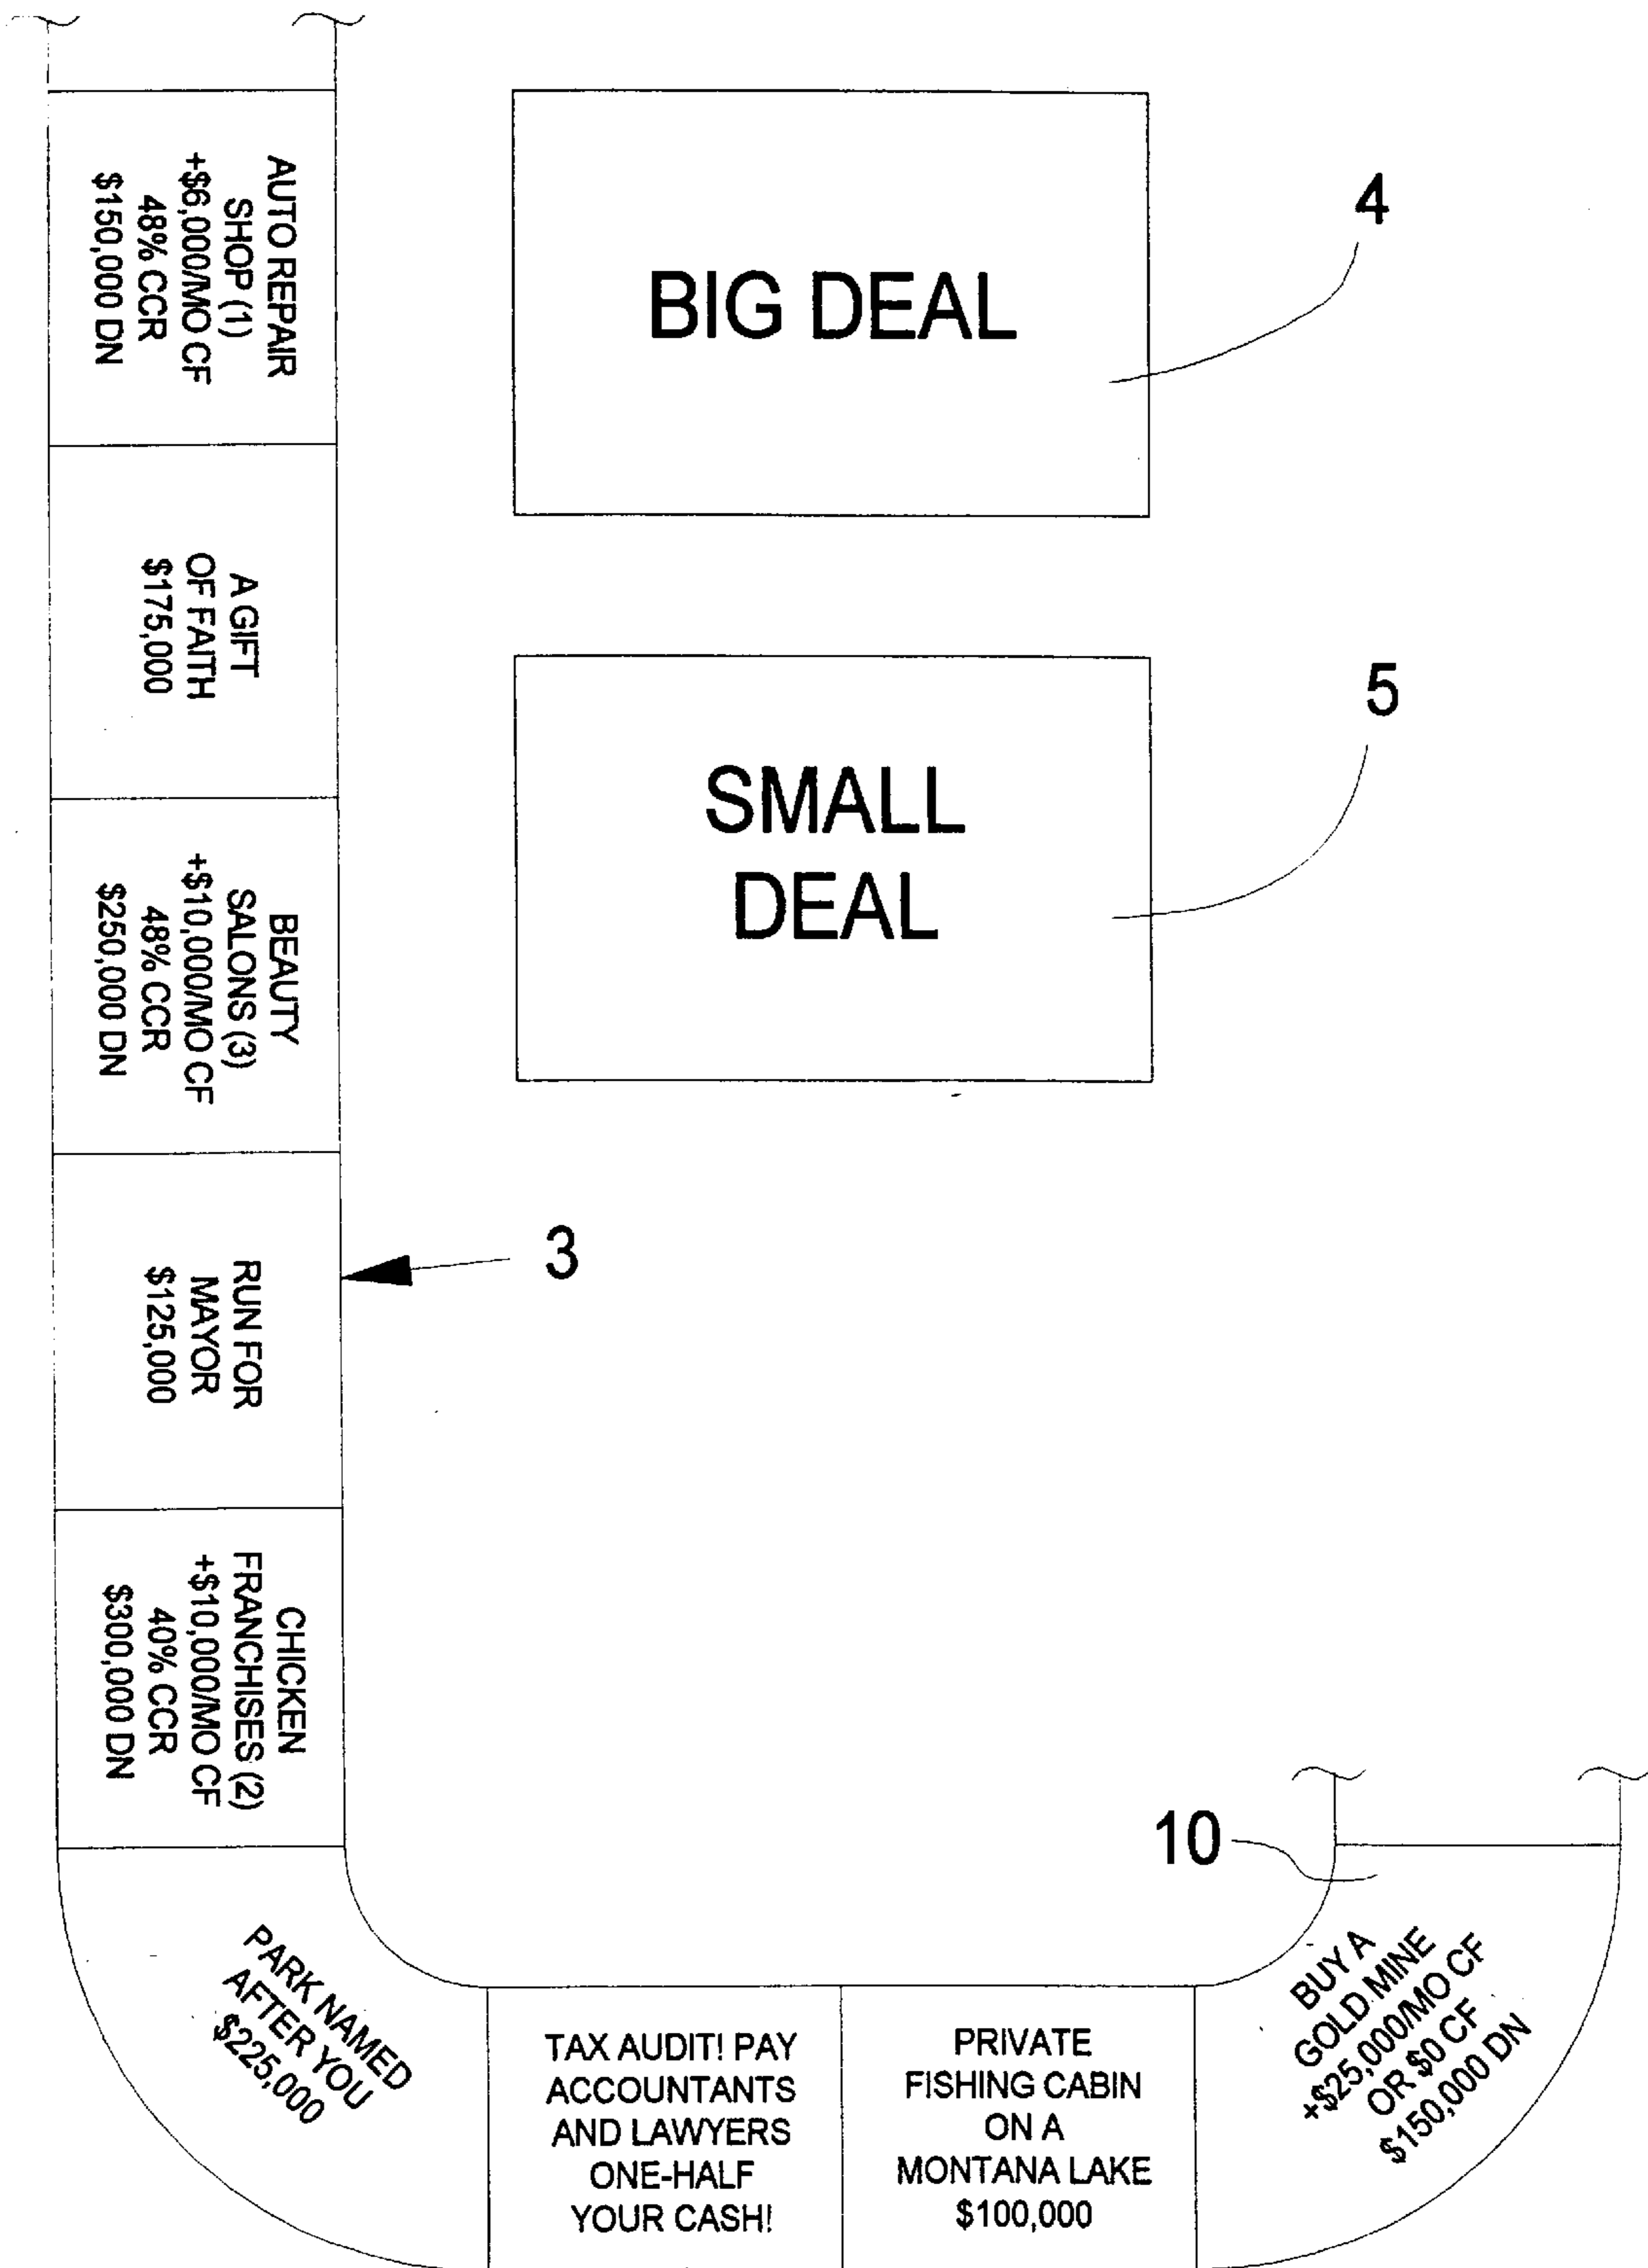 AUTO REPAIR
SHOP (1)
+$6,000/MO CF
48% CCR
$150,000 DN
BIG DEAL
4
A GIFT
OF FAITH
$175,000
SMALL
DEAL
5
BEAUTY
SALONS (3)
+$10,000/MO CF
48% CCR
$250,000 DN
RUN FOR
MAYOR
$125,000
3
CHICKEN
FRANCHISES (2)
+$10,000/MO CF
40% CCR
$300,000 DN
10
PARK NAMED
AFTER YOU
$225,000
TAX AUDIT! PAY
ACCOUNTANTS
AND LAWYERS
ONE-HALF
YOUR CASH!
PRIVATE
FISHING CABIN
ON A
MONTANA LAKE
$100,000
BUY A
GOLD MINE
+$25,000/MO CF
OR $0 CF
$150,000 DN